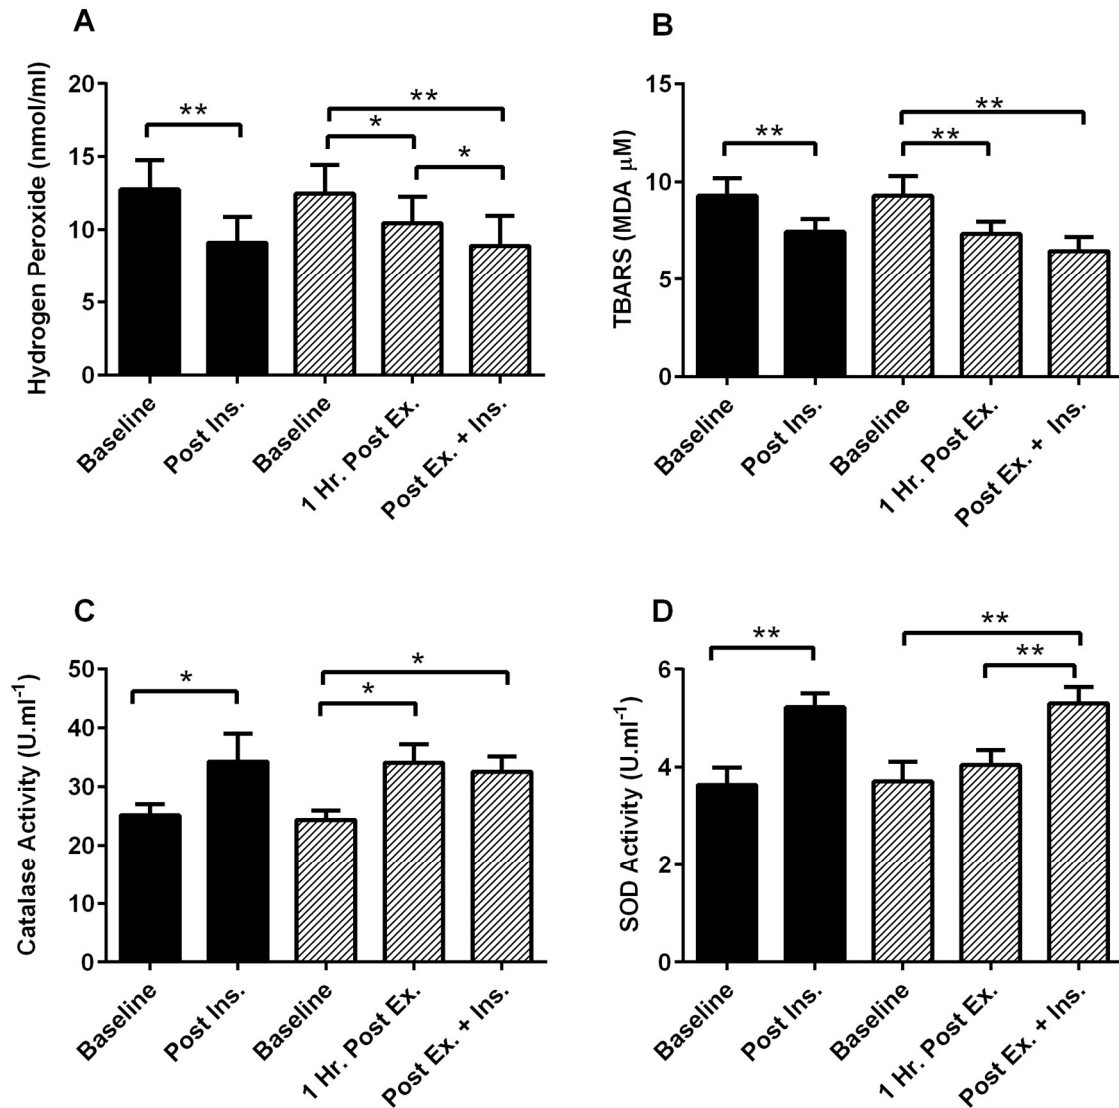 A
Hydrogen Peroxide (nmol/ml)
20
15
10
5
0
**
**
*
*
Baseline
Post Ins.
Baseline
1 Hr. Post Ex.
Post Ex. + Ins.
B
TBARS (MDA μM)
15
10
5
0
**
**
**
Baseline
Post Ins.
Baseline
1 Hr. Post Ex.
Post Ex. + Ins.
C
Catalase Activity (U.ml⁻¹)
50
40
30
20
10
0
*
*
*
Baseline
Post Ins.
Baseline
1 Hr. Post Ex.
Post Ex. + Ins.
D
SOD Activity (U.ml⁻¹)
6
4
2
0
**
**
**
Baseline
Post Ins.
Baseline
1 Hr. Post Ex.
Post Ex. + Ins.